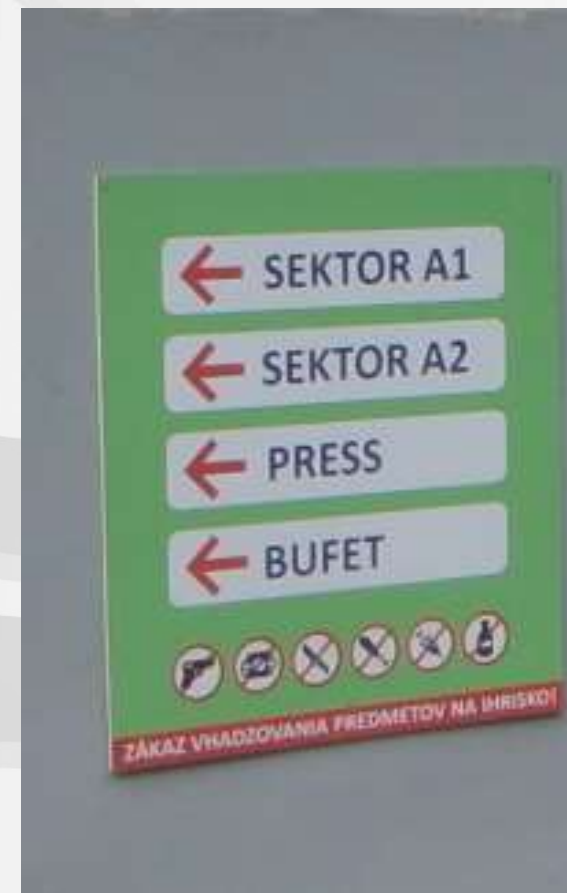 SEKTOR A1
SEKTOR A2
PRESS
BUFET
ZÁKAZ VHADZOVANIA PREDMETOV NA IHRISKO!